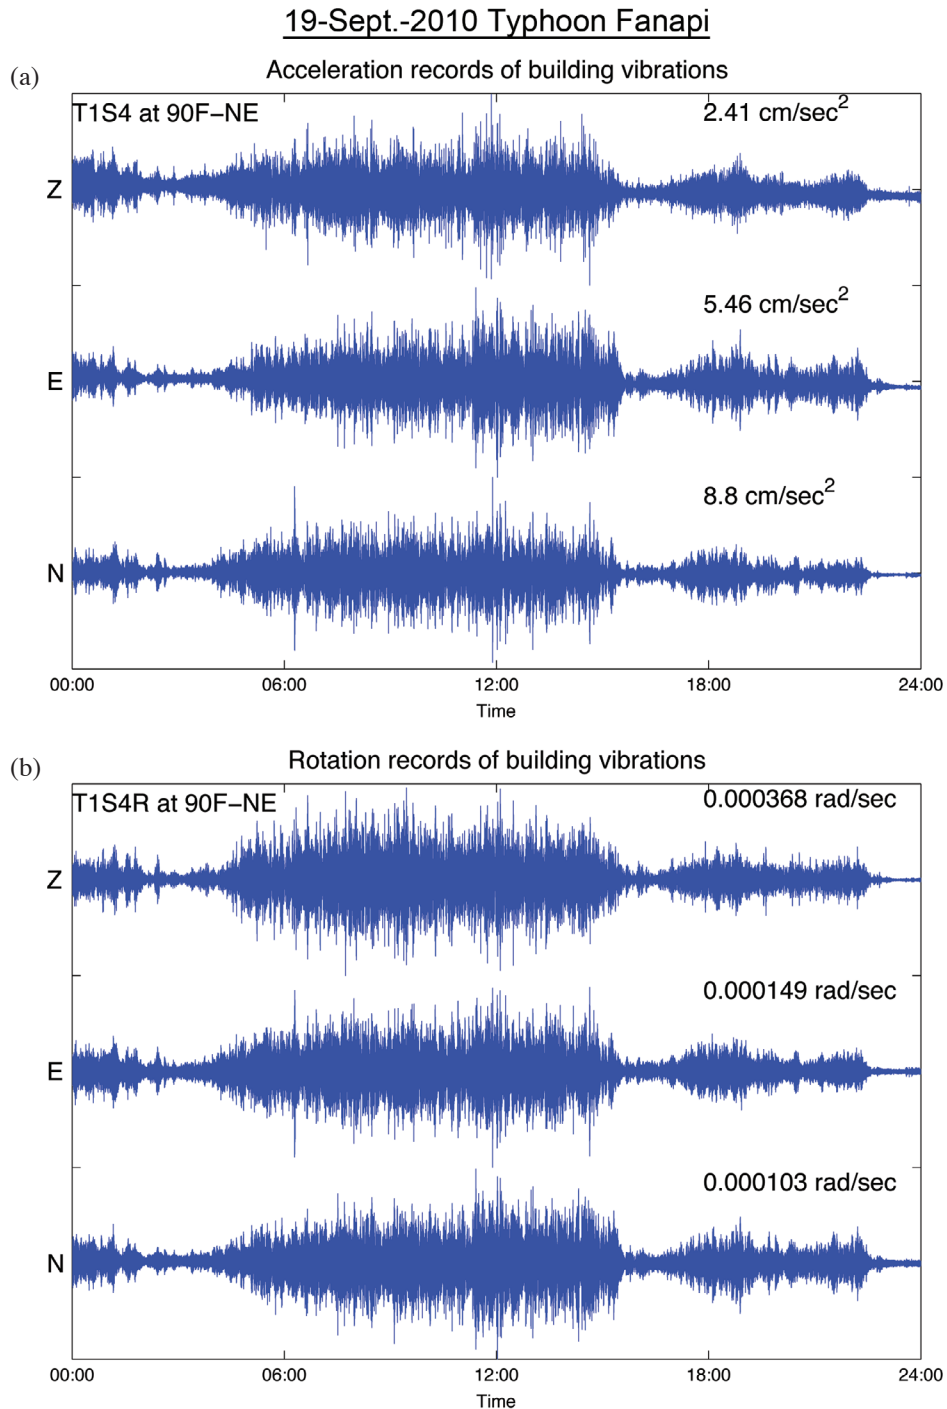 19-Sept.-2010 Typhoon Fanapi
(a)
Acceleration records of building vibrations
T1S4 at 90F−NE
2.41 cm/sec²
Z
5.46 cm/sec²
E
8.8 cm/sec²
N
00:00 06:00 12:00 18:00 24:00
Time
(b)
Rotation records of building vibrations
T1S4R at 90F−NE
0.000368 rad/sec
Z
0.000149 rad/sec
E
0.000103 rad/sec
N
00:00 06:00 12:00 18:00 24:00
Time